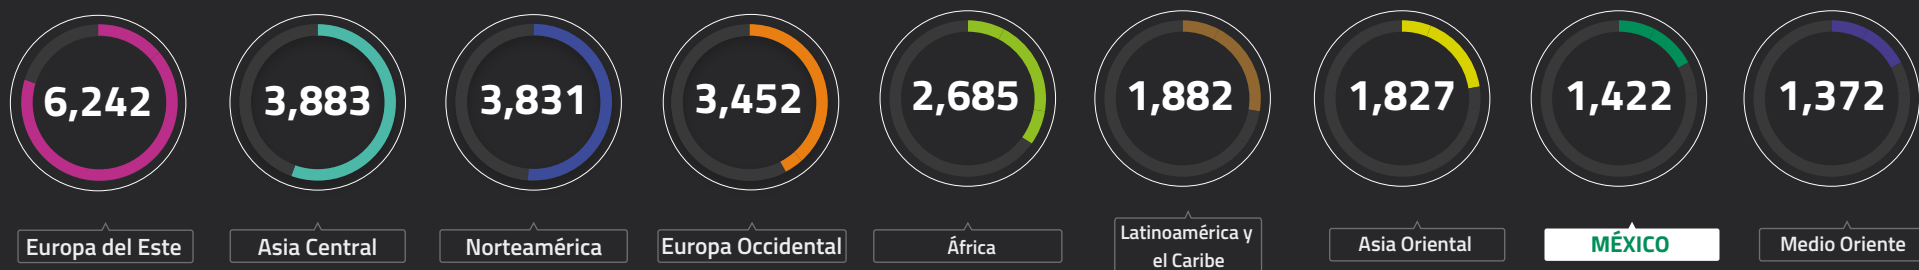 6,242
3,883
3,831
3,452
2,685
1,882
1,827
1,422
1,372
Europa del Este
Asia Central
Norteamérica
Europa Occidental
África
Latinoamérica y
el Caribe
Asia Oriental
MÉXICO
Medio Oriente